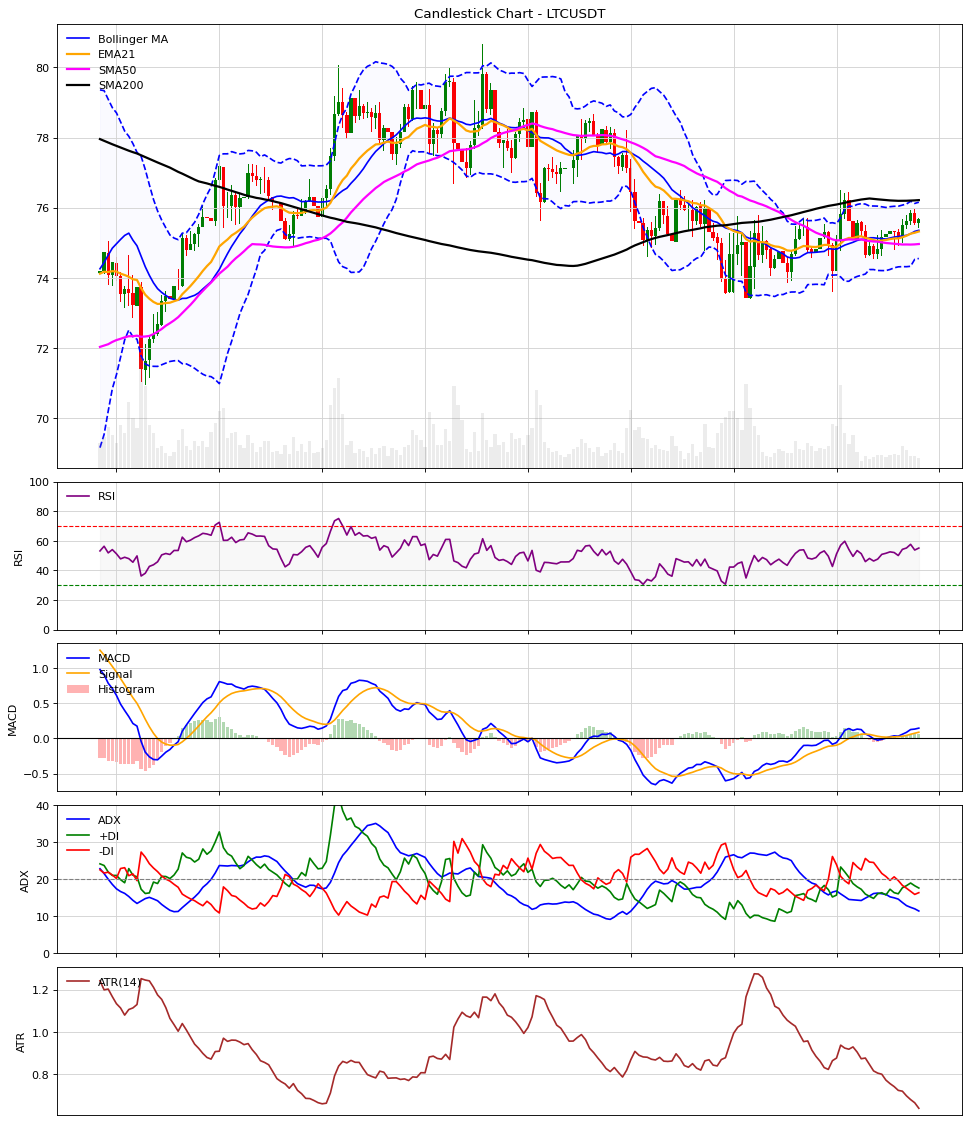 Candlestick Chart - LTCUSDT
Bollinger MA
EMA21
SMA50
SMA200
80
78
76
74
72
70
RSI
RSI
100
80
60
40
20
0
MACD
Signal
Histogram
MACD
1.0
0.5
0.0
−0.5
ADX
+DI
-DI
ADX
40
30
20
10
0
ATR(14)
ATR
1.2
1.0
0.8